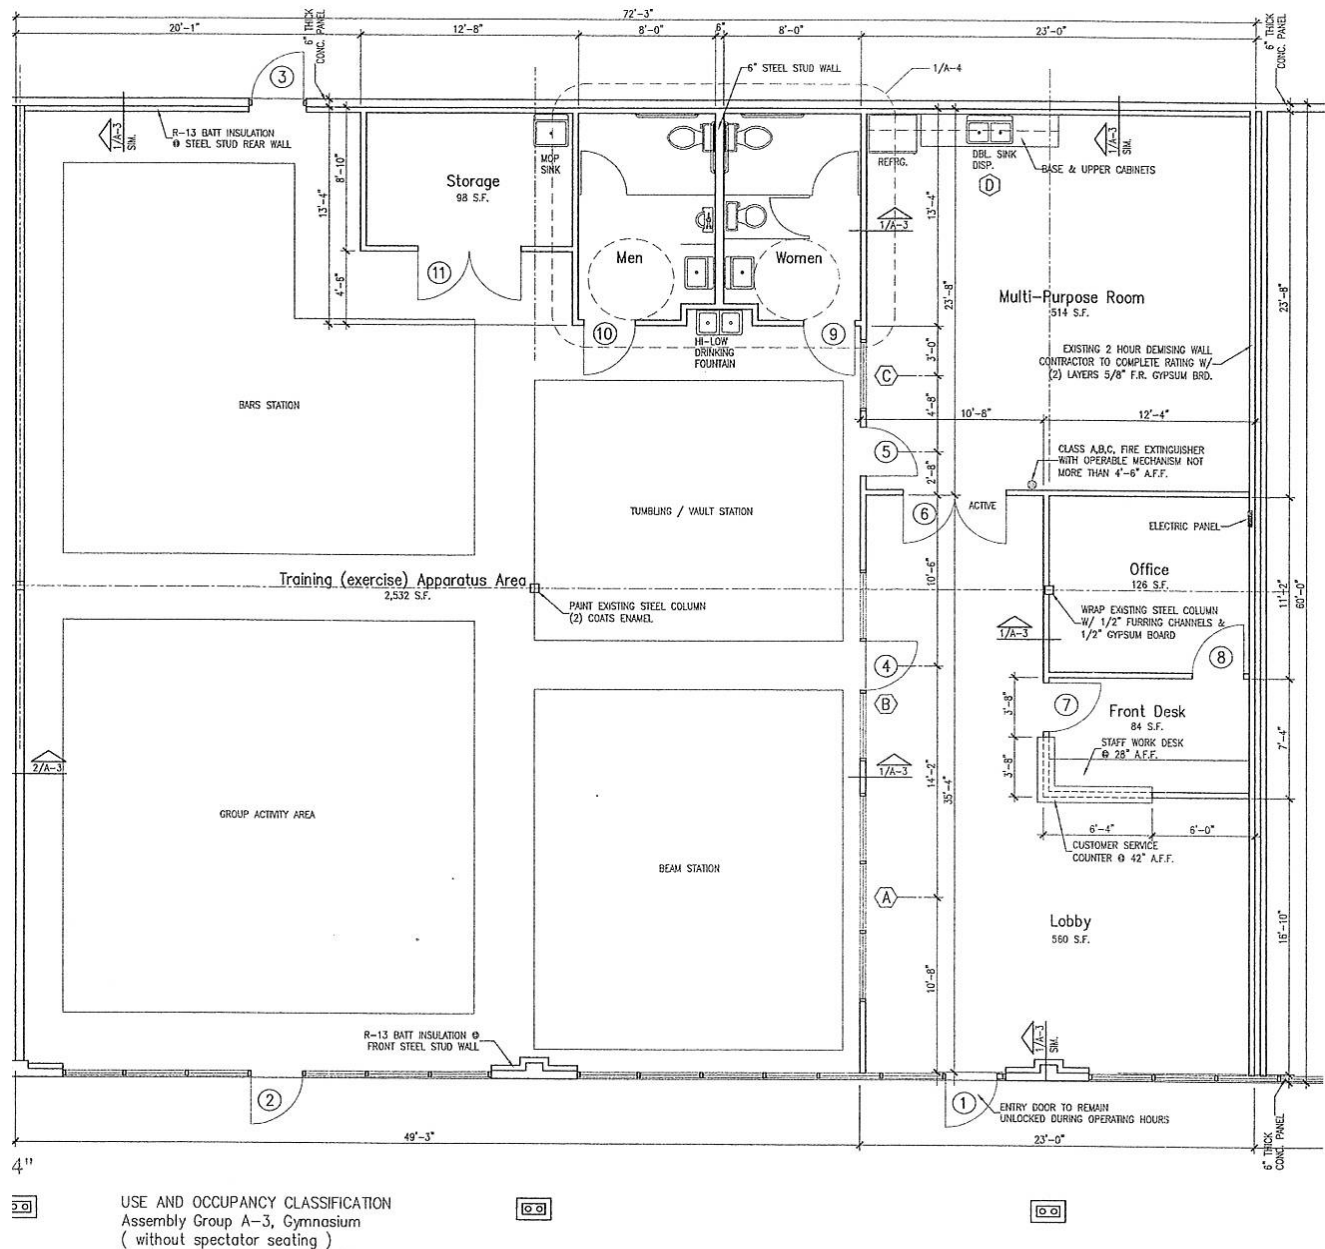 72'-3"
20'-1"
6" THICK
CONC. PANEL
12'-8"
8'-0"
6"
8'-0"
23'-0"
6" THICK
CONC. PANEL
3
6" STEEL STUD WALL
1/A-4
R-13 BATT INSULATION
@ STEEL STUD REAR WALL
1/A-3
SIM.
8'-10"
13'-4"
4'-6"
MOP
SINK
Storage
98 S.F.
11
Men
Women
10
9
HI-LOW
DRINKING
FOUNTAIN
REFRG.
DBL. SINK
DISP.
D
BASE & UPPER CABINETS
1/A-3
SIM.
1/A-3
13'-4"
23'-8"
23'-8"
Multi-Purpose Room
514 S.F.
EXISTING 2 HOUR DEMISING WALL
CONTRACTOR TO COMPLETE RATING W/
(2) LAYERS 5/8" F.R. GYPSUM BRD.
3'-0"
C
4'-8"
10'-8"
12'-4"
5
2'-8"
CLASS A,B,C, FIRE EXTINGUISHER
WITH OPERABLE MECHANISM NOT
MORE THAN 4'-6" A.F.F.
BARS STATION
TUMBLING / VAULT STATION
6
ACTIVE
ELECTRIC PANEL
10'-6"
Office
126 S.F.
11'-2"
60'-0"
Training (exercise) Apparatus Area
2,532 S.F.
PAINT EXISTING STEEL COLUMN
(2) COATS ENAMEL
WRAP EXISTING STEEL COLUMN
W/ 1/2" FURRING CHANNELS &
1/2" GYPSUM BOARD
1/A-3
8
4
B
7
3'-8"
Front Desk
84 S.F.
7'-4"
STAFF WORK DESK
@ 28" A.F.F.
3'-8"
2/A-3
1/A-3
14'-2"
35'-4"
GROUP ACTIVITY AREA
6'-4"
6'-0"
CUSTOMER SERVICE
COUNTER @ 42" A.F.F.
BEAM STATION
A
Lobby
560 S.F.
16'-10"
10'-8"
R-13 BATT INSULATION @
FRONT STEEL STUD WALL
1/A-3
SIM.
2
1
ENTRY DOOR TO REMAIN
UNLOCKED DURING OPERATING HOURS
49'-3"
23'-0"
6" THICK
CONC. PANEL
4"
USE AND OCCUPANCY CLASSIFICATION
Assembly Group A-3, Gymnasium
( without spectator seating )